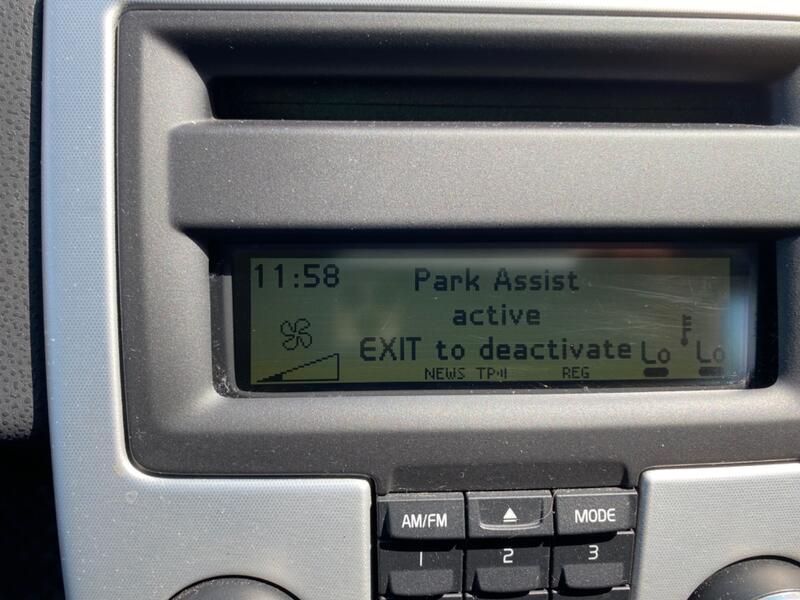 11:58 Park Assist
active
EXIT to deactivate Lo Lo
NEWS TP REG
AM/FM MODE
1 2 3